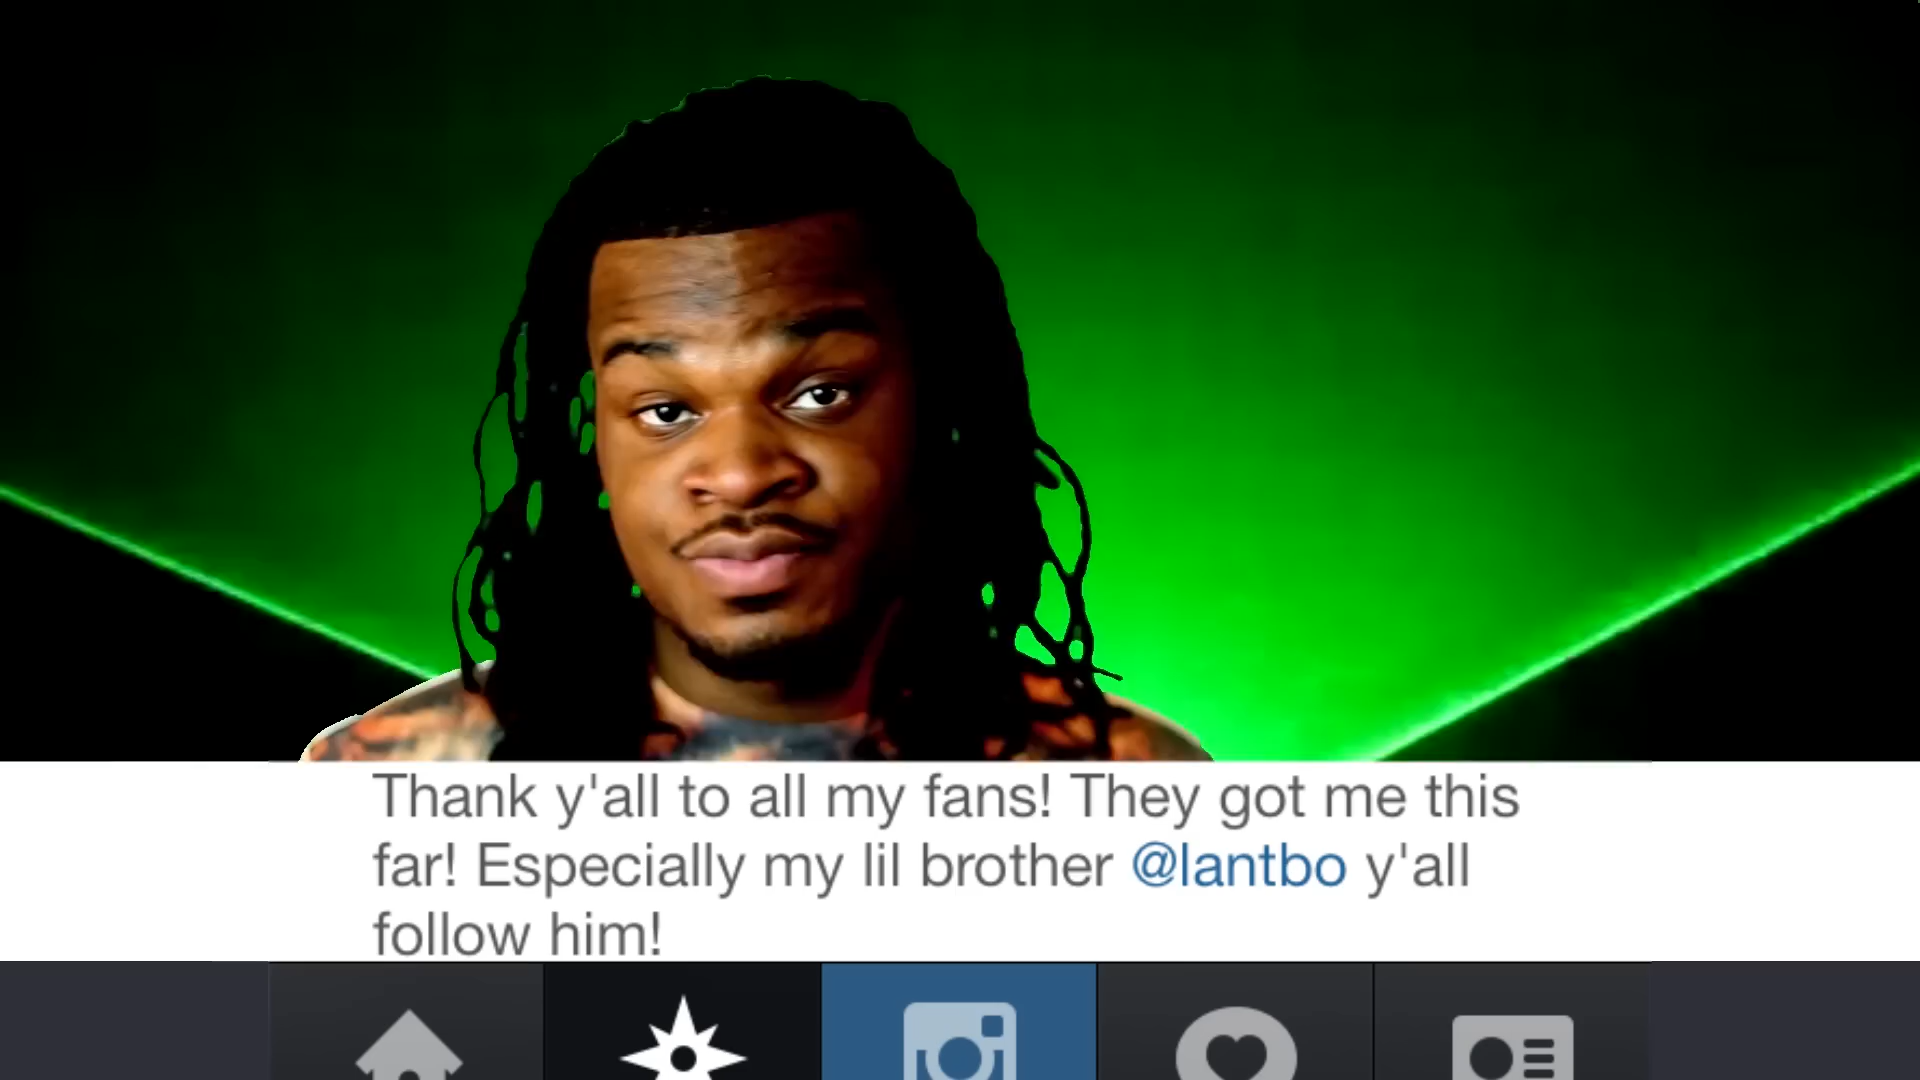 Thank y'all to all my fans! They got me this
far! Especially my lil brother @lantbo y'all
follow him!